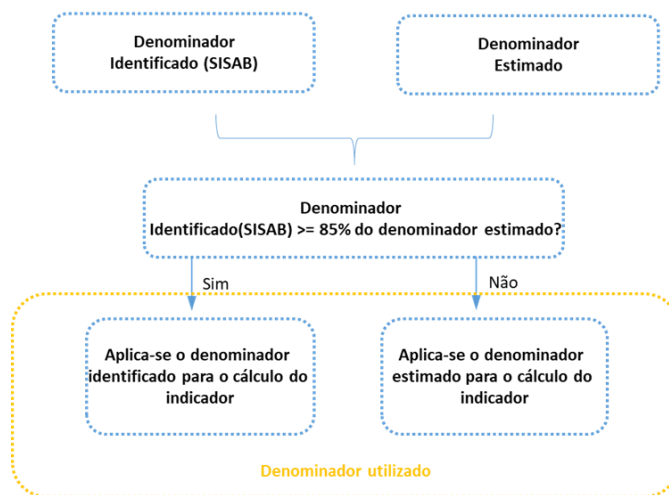 Denominador
Identificado (SISAB)
Denominador
Estimado
Denominador
Identificado(SISAB) >= 85% do denominador estimado?
Sim
Não
Aplica-se o denominador
identificado para o cálculo do
indicador
Aplica-se o denominador
estimado para o cálculo do
indicador
Denominador utilizado